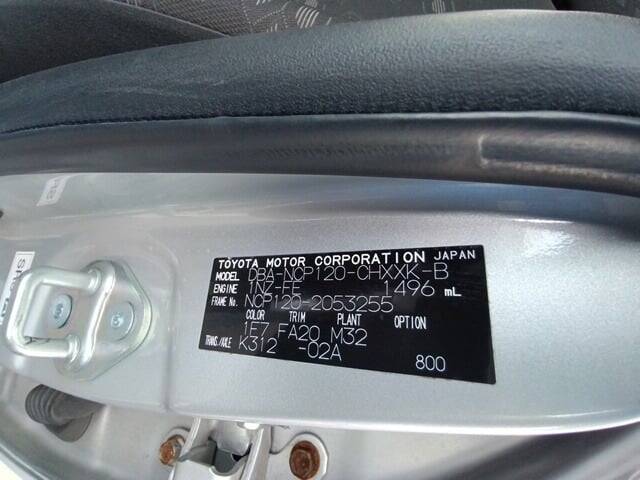 TOYOTA MOTOR CORPORATION JAPAN
MODEL DBA-NCP120-CHXXK-B
ENGINE 1NZ-FE 1496 mL
FRAME No. NCP120-2053255
COLOR TRIM PLANT OPTION
1F7 FA20 M32
TRANS./AXLE K312 -02A
800